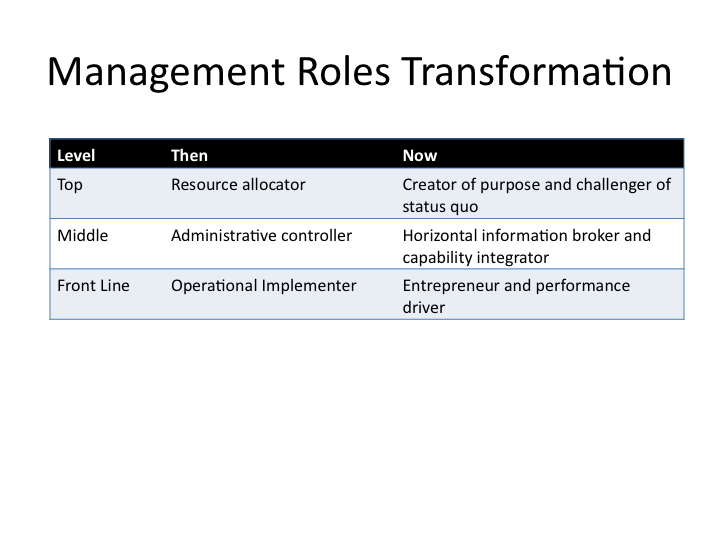 Management Roles Transformation
Level Then Now
Top Resource allocator Creator of purpose and challenger of
status quo
Middle Administrative controller Horizontal information broker and
capability integrator
Front Line Operational Implementer Entrepreneur and performance
driver